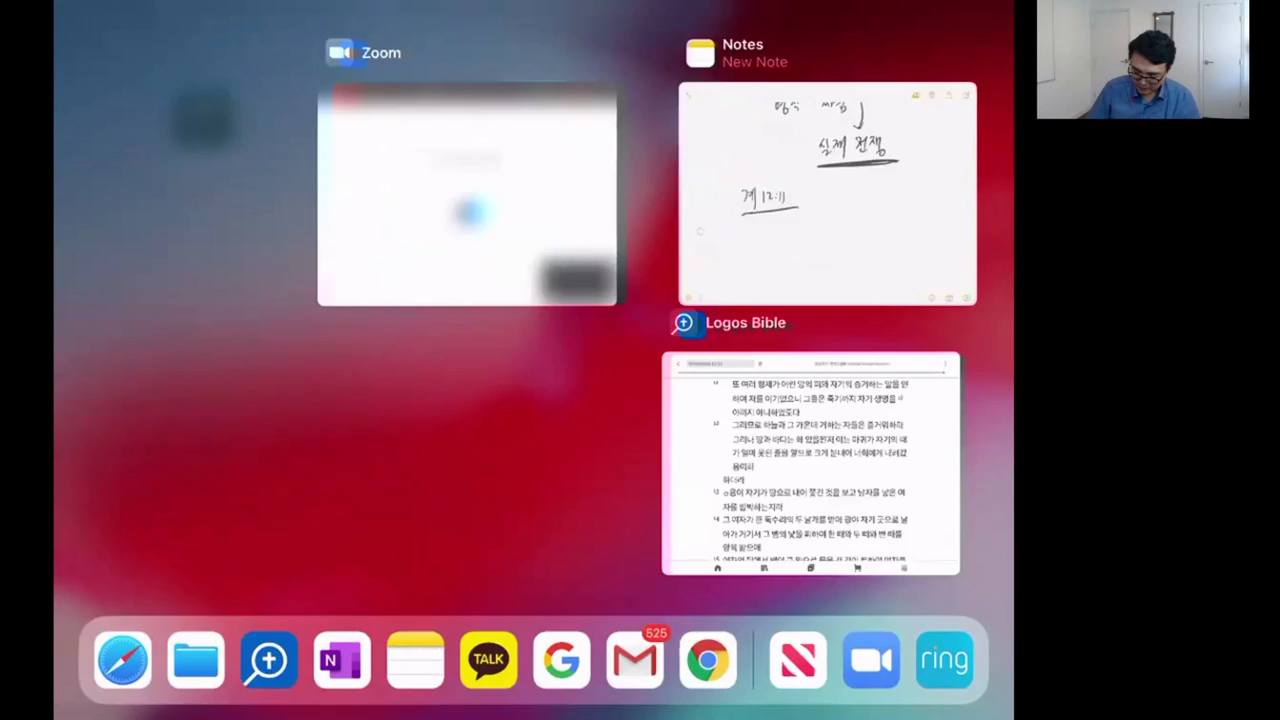 Zoom
Notes
New Note
실제 전쟁
계 12:11
Logos Bible
11 또 여러 형제가 어린 양의 피와 자기의 증거하는 말을 인
하여 저를 이기었으니 그들은 죽기까지 자기 생명을
아끼지 아니하였도다
12 그러므로 하늘과 그 가운데 거하는 자들은 즐거워하라
그러나 땅과 바다는 화 있을진저 이는 마귀가 자기의 때
가 얼마 못된 줄을 알므로 크게 분내어 너희에게 내려갔
음이라
하더라
13 용이 자기가 땅으로 내어 쫓긴 것을 보고 남자를 낳은 여
자를 핍박하는지라
14 그 여자가 큰 독수리의 두 날개를 받아 광야 자기 곳으로 날
아가 거기서 그 뱀의 낯을 피하여 한 때와 두 때와 반 때를
양육 받으매
525
N
TALK
G
ring